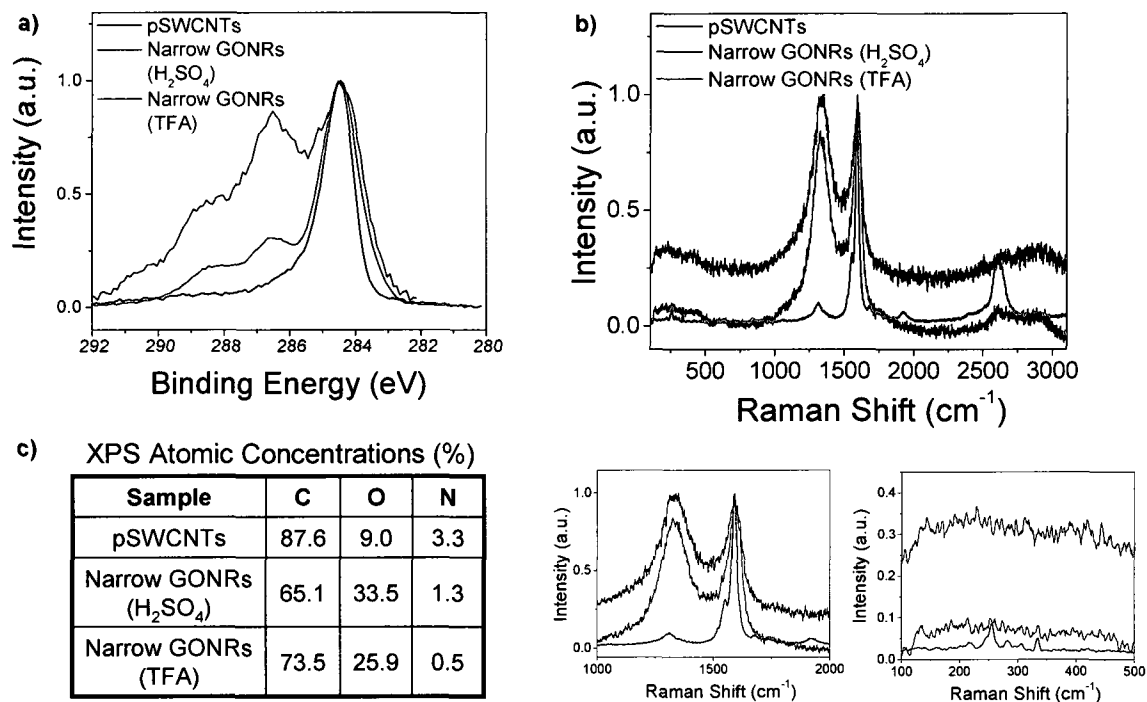 a)
pSWCNTs
Narrow GONRs
(H₂SO₄)
Narrow GONRs
(TFA)
1.0
0.5
0.0
Intensity (a.u.)
292 290 288 286 284 282 280
Binding Energy (eV)
b)
pSWCNTs
Narrow GONRs (H₂SO₄)
Narrow GONRs (TFA)
1.0
0.5
0.0
Intensity (a.u.)
500 1000 1500 2000 2500 3000
Raman Shift (cm⁻¹)
c) XPS Atomic Concentrations (%)
Sample C O N
pSWCNTs 87.6 9.0 3.3
Narrow GONRs
(H₂SO₄) 65.1 33.5 1.3
Narrow GONRs
(TFA) 73.5 25.9 0.5
1.0
0.5
0.0
Intensity (a.u.)
1000 1500 2000
Raman Shift (cm⁻¹)
0.4
0.3
0.2
0.1
0.0
Intensity (a.u.)
100 200 300 400 500
Raman Shift (cm⁻¹)